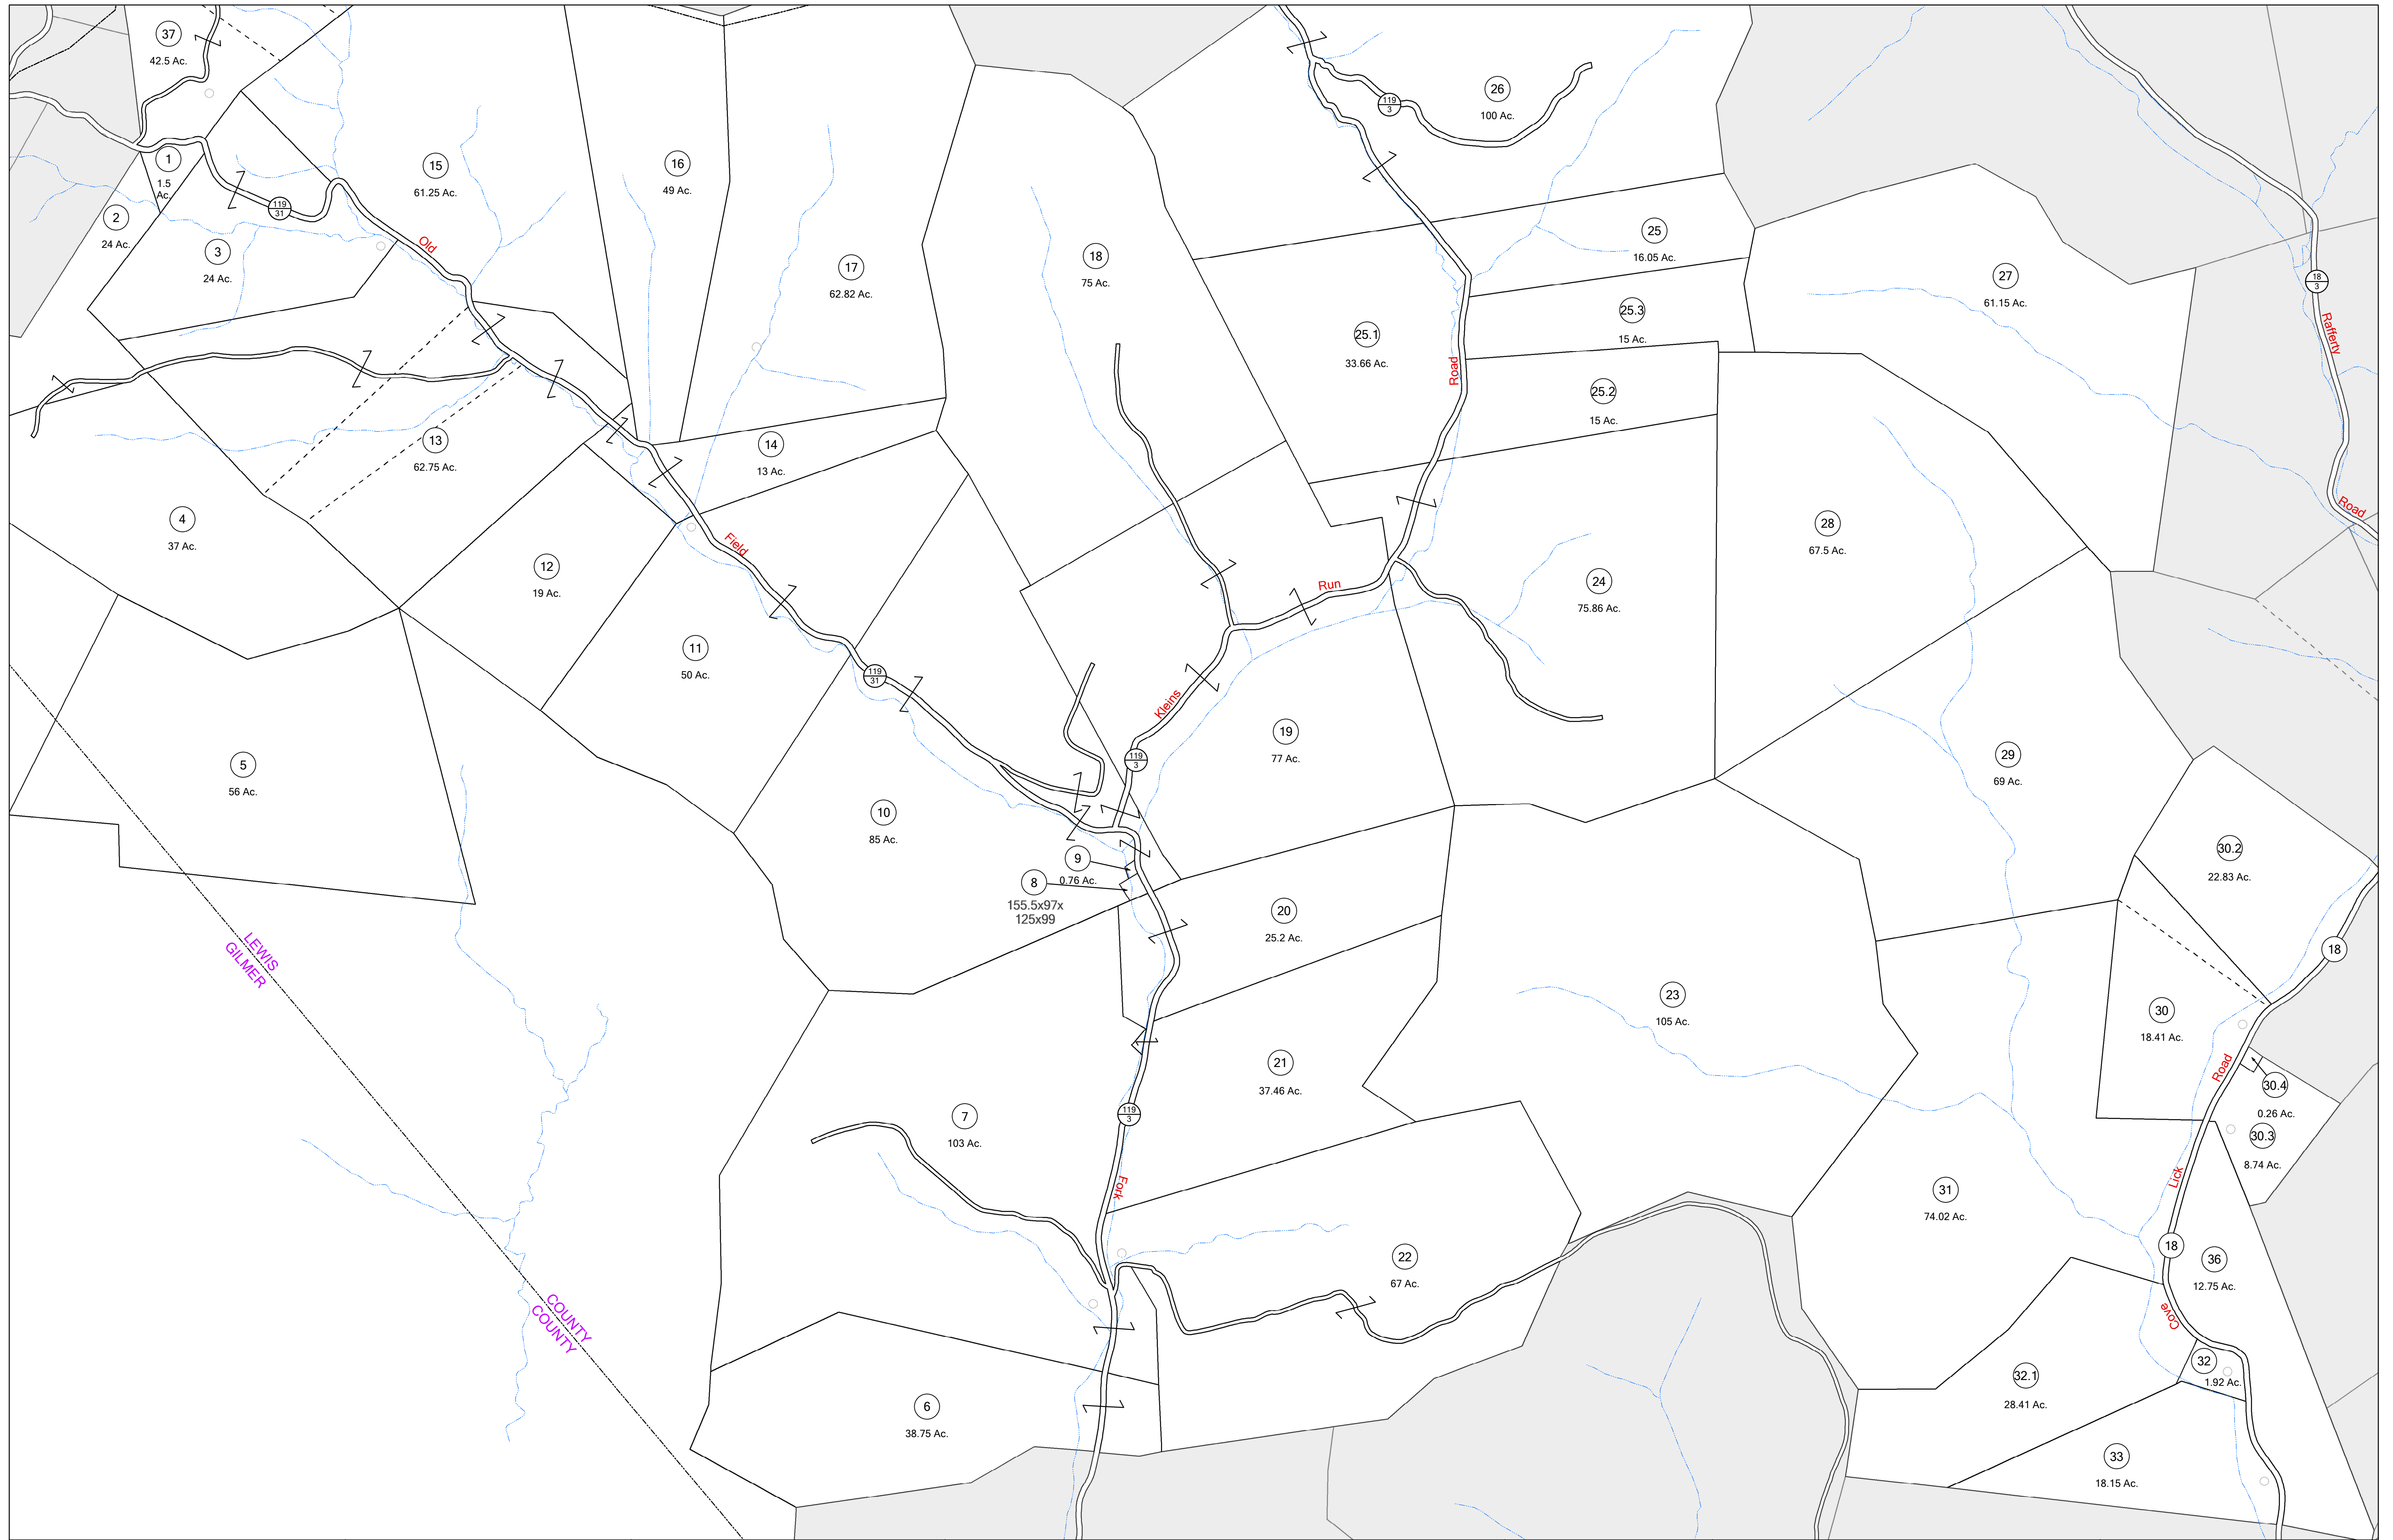 37
42.5 Ac.
1
1.5
Ac.
2
24 Ac.
3
24 Ac.
119
31
15
61.25 Ac.
Old
16
49 Ac.
17
62.82 Ac.
18
75 Ac.
119
3
26
100 Ac.
25
16.05 Ac.
25.3
15 Ac.
25.1
33.66 Ac.
Road
25.2
15 Ac.
27
61.15 Ac.
18
3
Rafferty
Road
13
62.75 Ac.
14
13 Ac.
4
37 Ac.
12
19 Ac.
Field
11
50 Ac.
119
31
28
67.5 Ac.
24
75.86 Ac.
Run
Kleins
119
3
19
77 Ac.
5
56 Ac.
29
69 Ac.
10
85 Ac.
9
0.76 Ac.
8
155.5x97x
125x99
20
25.2 Ac.
30.2
22.83 Ac.
18
LEWIS
GILMER
23
105 Ac.
30
18.41 Ac.
Road
30.4
0.26 Ac.
30.3
8.74 Ac.
21
37.46 Ac.
119
3
7
103 Ac.
Fork
Lick
31
74.02 Ac.
18
36
12.75 Ac.
22
67 Ac.
COUNTY
COUNTY
Cove
32
1.92 Ac.
32.1
28.41 Ac.
6
38.75 Ac.
33
18.15 Ac.